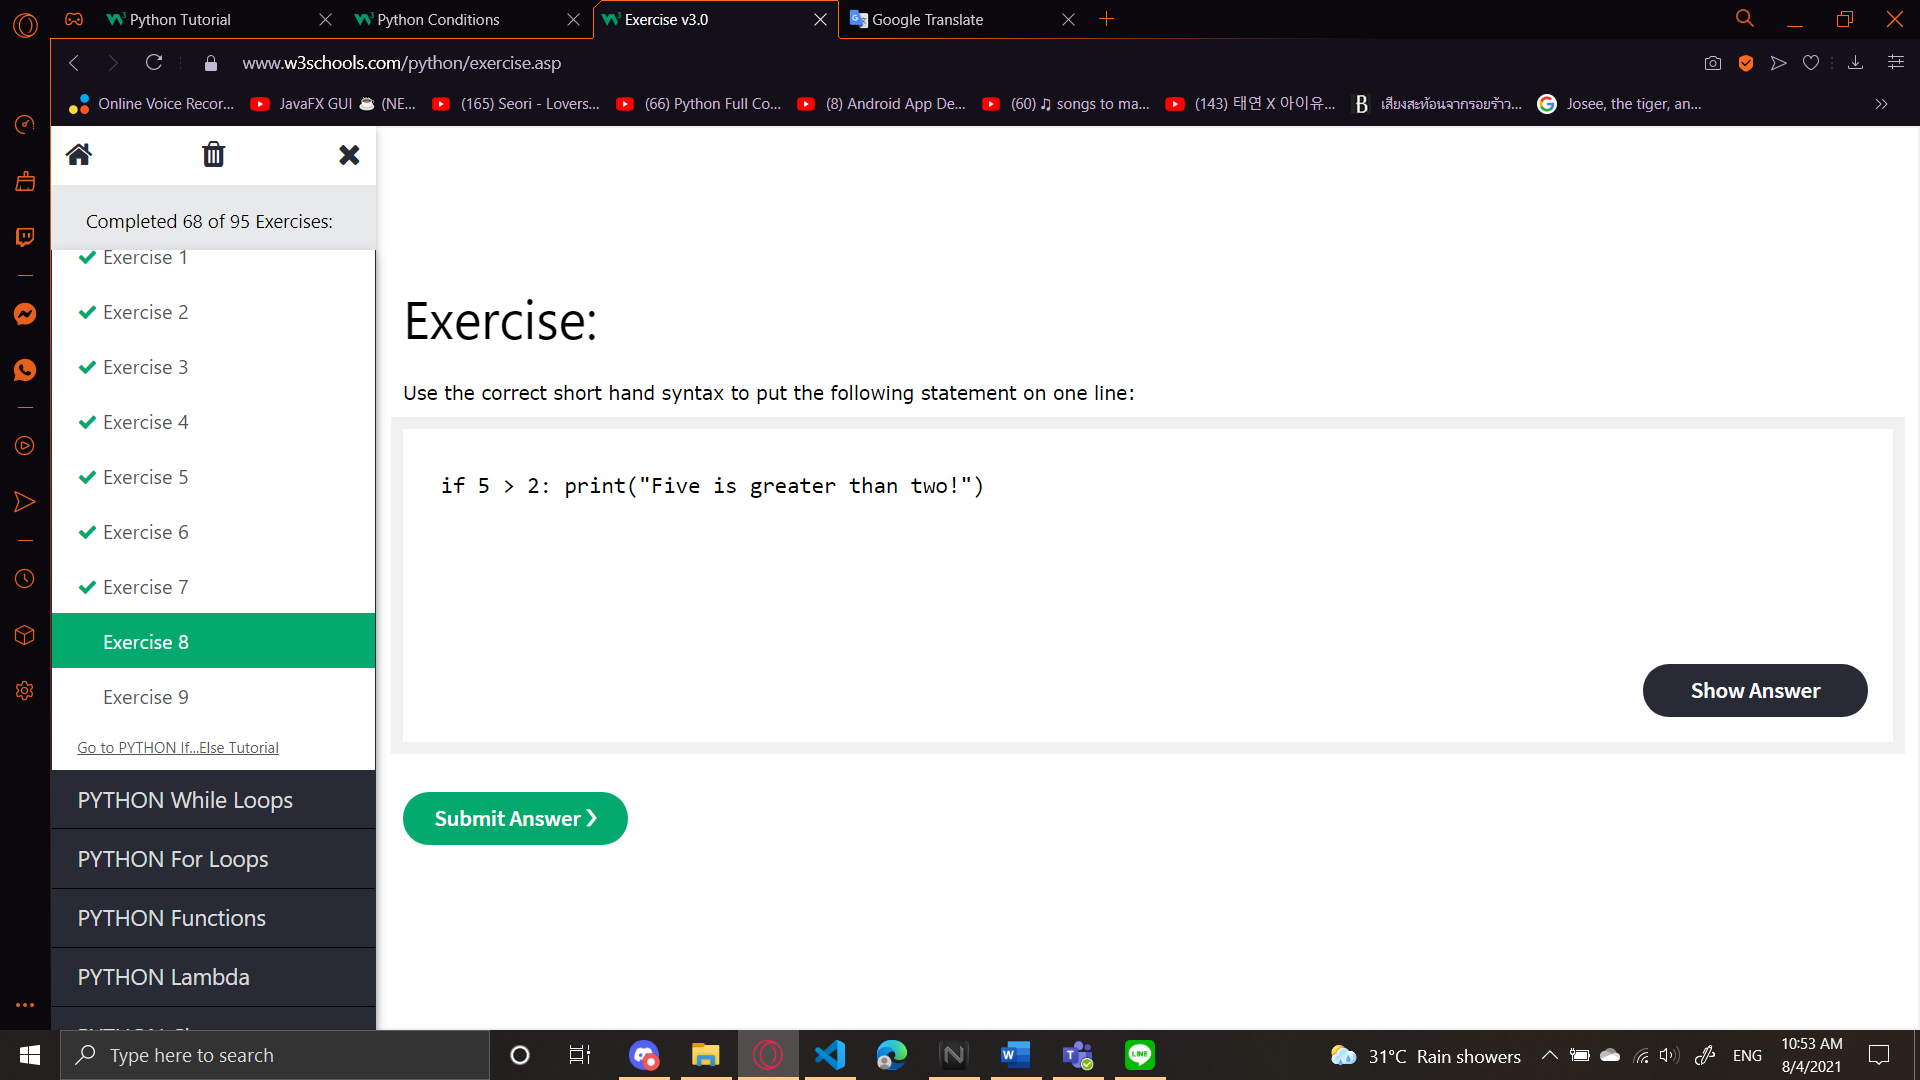 Python Tutorial
Python Conditions
Exercise v3.0
Google Translate
www.w3schools.com/python/exercise.asp
Online Voice Recor...
JavaFX GUI ☕ (NE...
(165) Seori - Lovers...
(66) Python Full Co...
(8) Android App De...
(60) ♫ songs to ma...
(143) 태연 X 아이유...
เสียงสะท้อนจากรอยร้าว...
Josee, the tiger, an...
Completed 68 of 95 Exercises:
Exercise 1
Exercise 2
Exercise 3
Exercise 4
Exercise 5
Exercise 6
Exercise 7
Exercise 8
Exercise 9
Go to PYTHON If...Else Tutorial
PYTHON While Loops
PYTHON For Loops
PYTHON Functions
PYTHON Lambda
Exercise:
Use the correct short hand syntax to put the following statement on one line:
if 5 > 2: print("Five is greater than two!")
Show Answer
Submit Answer ❯
Type here to search
31°C Rain showers
ENG
10:53 AM
8/4/2021